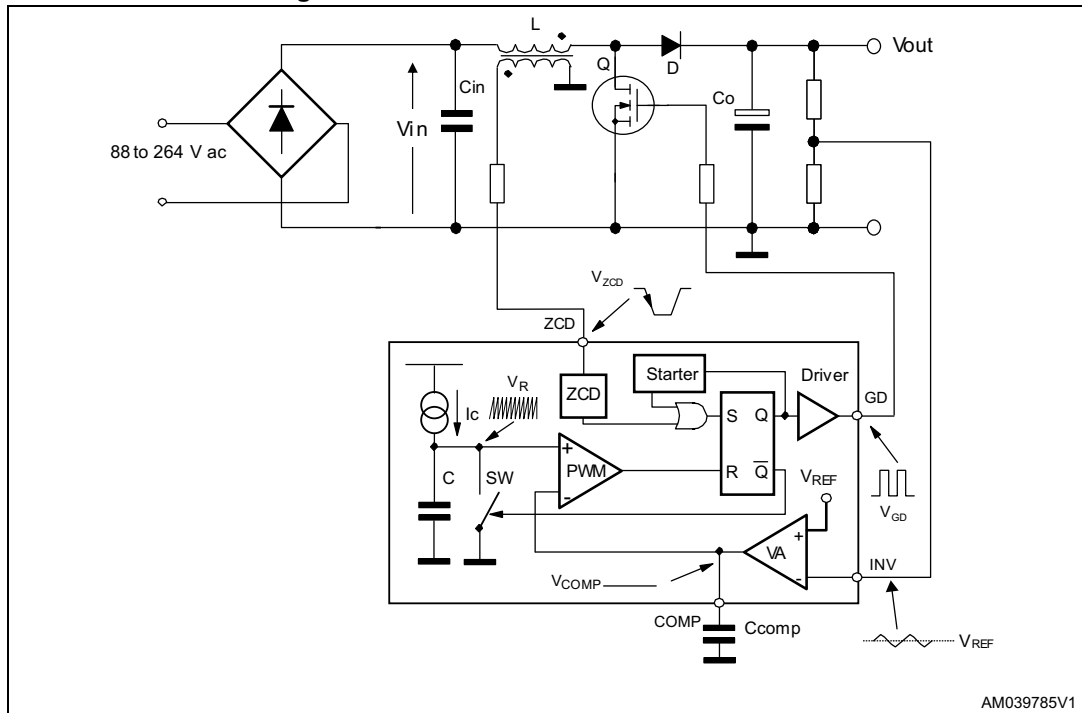 L
Vout
Q
D
Cin
Co
Vin
88 to 264 V ac
VZCD
ZCD
Starter
Driver
GD
VR
ZCD
Ic
S Q
PWM
+
-
R Q
C
SW
VREF
VGD
VA
+
-
INV
VCOMP
COMP
Ccomp
VREF
AM039785V1